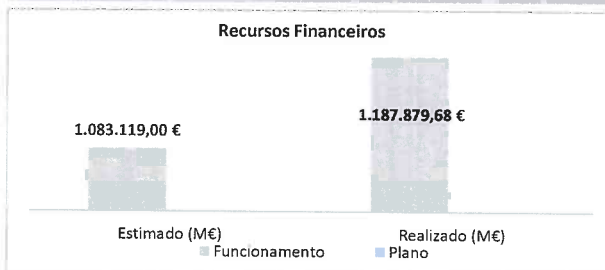 Recursos Financeiros
1.083.119,00 €
1.187.879,68 €
Estimado (M€)
Realizado (M€)
Funcionamento
Plano